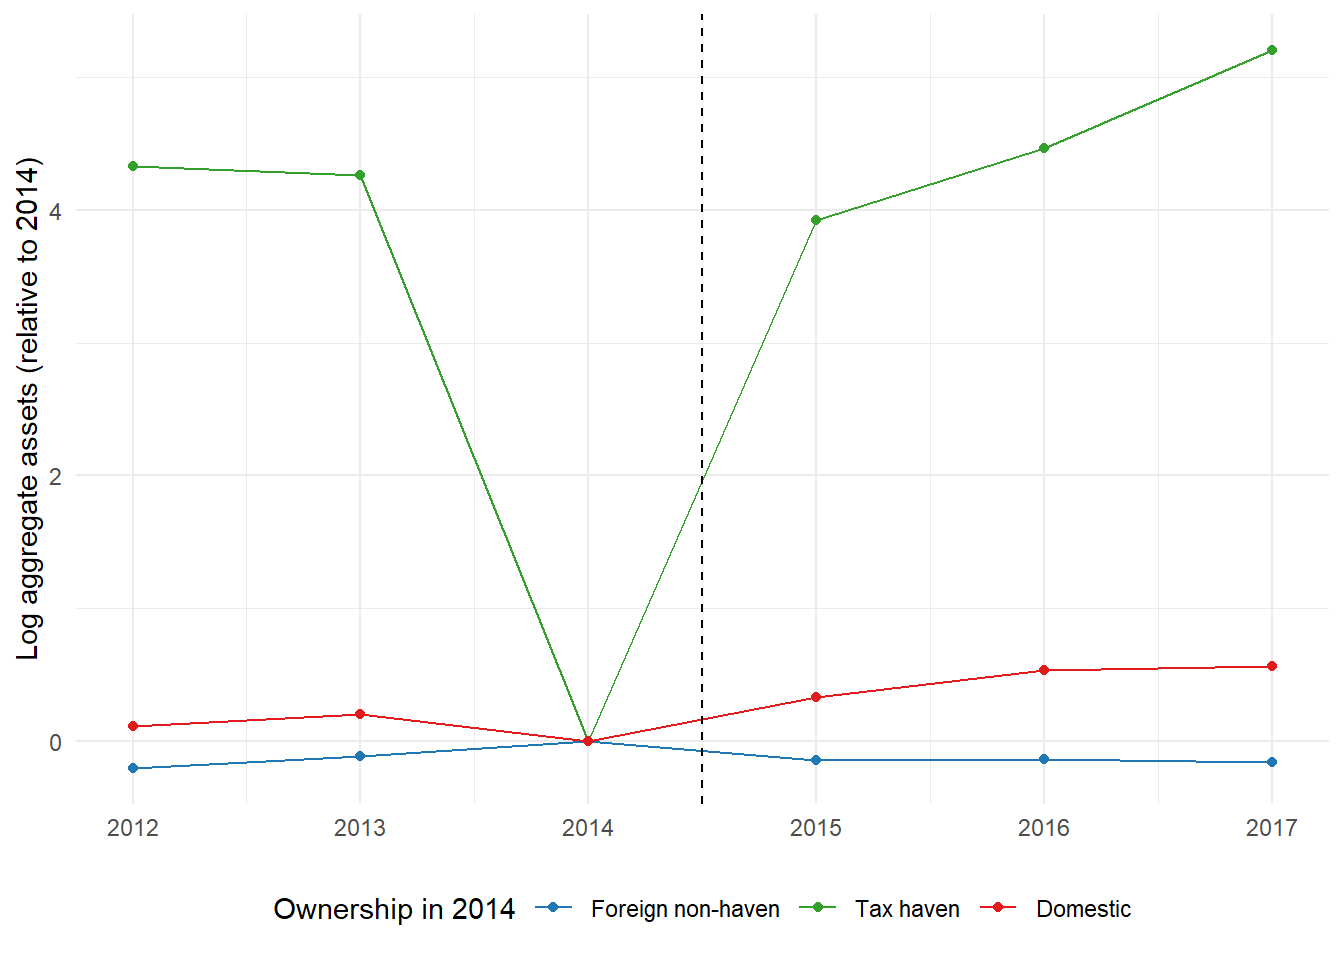 Log aggregate assets (relative to 2014)
4
2
0
2012 2013 2014 2015 2016 2017
Ownership in 2014 Foreign non-haven Tax haven Domestic